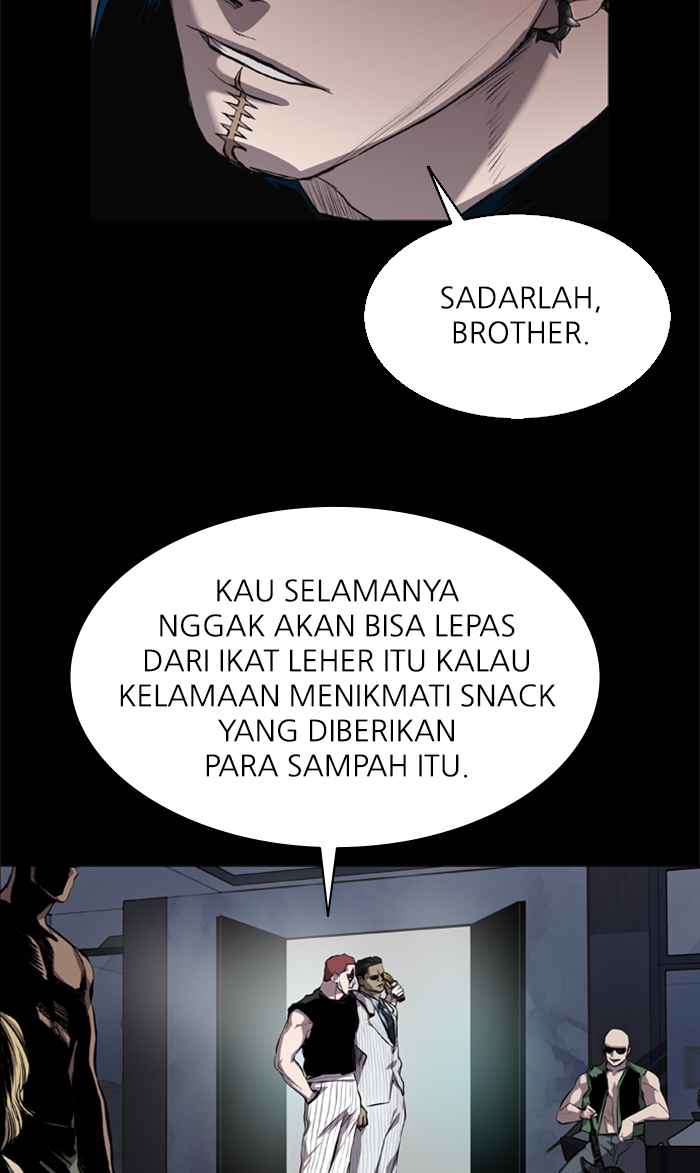 SADARLAH,
BROTHER.
KAU SELAMANYA
NGGAK AKAN BISA LEPAS
DARI IKAT LEHER ITU KALAU
KELAMAAN MENIKMATI SNACK
YANG DIBERIKAN
PARA SAMPAH ITU.